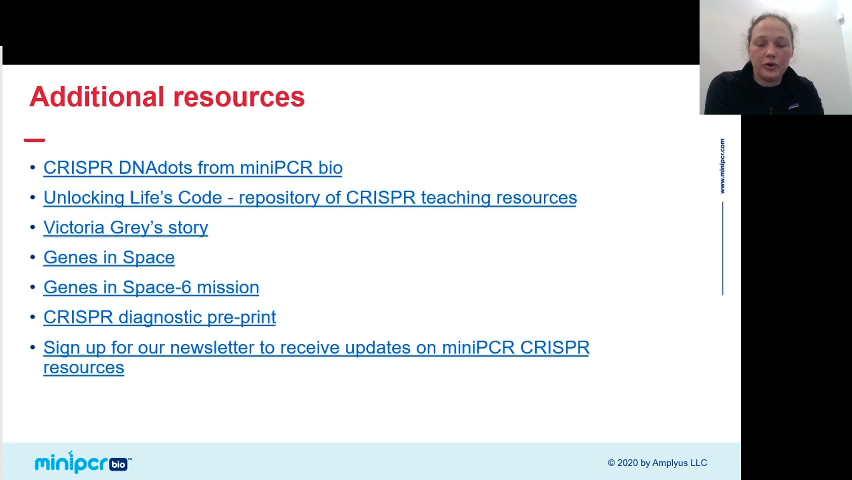 Additional resources
• CRISPR DNAdots from miniPCR bio
• Unlocking Life's Code - repository of CRISPR teaching resources
• Victoria Grey's story
• Genes in Space
• Genes in Space-6 mission
• CRISPR diagnostic pre-print
• Sign up for our newsletter to receive updates on miniPCR CRISPR
resources
www.minipcr.com
minipcr bio™
© 2020 by Amplyus LLC